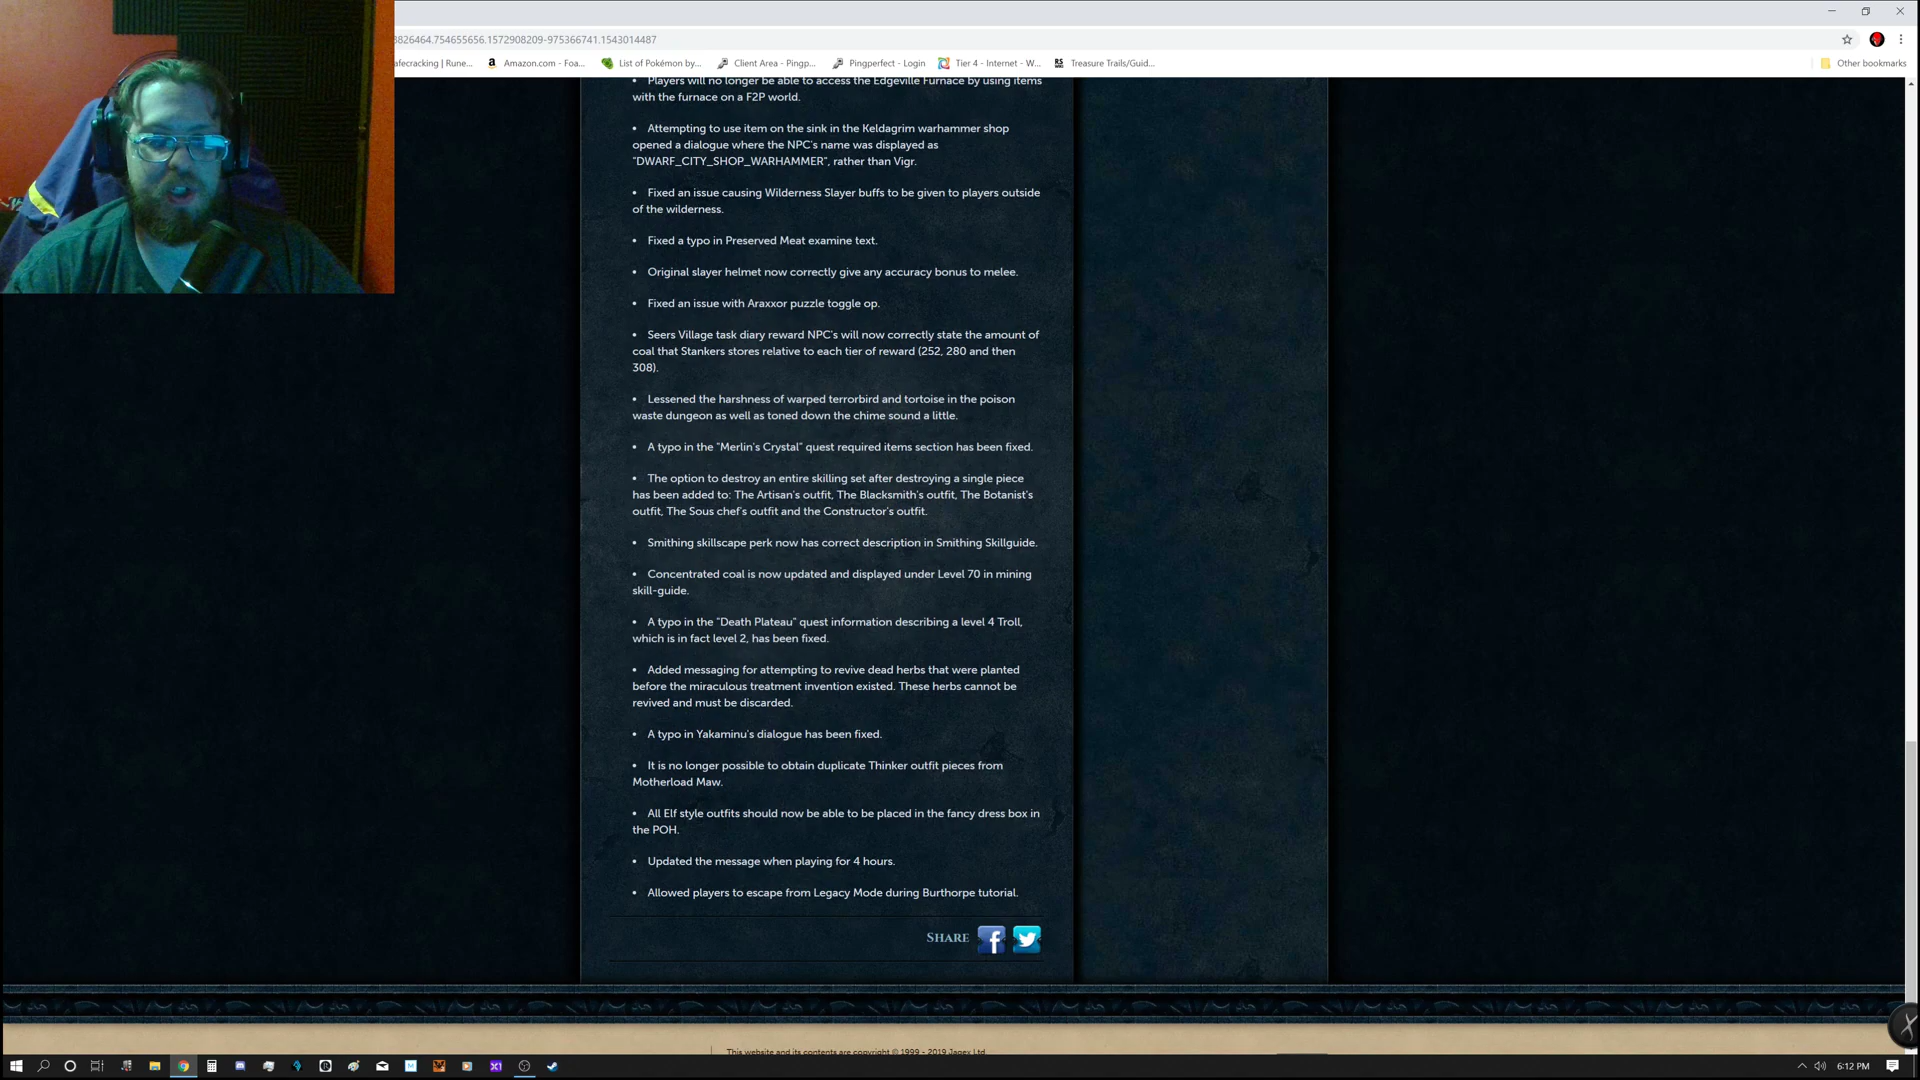 8826464.754655656.1572908209-975366741.1543014487
afecracking | Rune...
Amazon.com - Foa...
List of Pokémon by...
Client Area - Pingp...
Pingperfect - Login
Tier 4 - Internet - W...
Treasure Trails/Guid...
Other bookmarks
• Players will no longer be able to access the Edgeville Furnace by using items
with the furnace on a F2P world.
• Attempting to use item on the sink in the Keldagrim warhammer shop
opened a dialogue where the NPC's name was displayed as
"DWARF_CITY_SHOP_WARHAMMER", rather than Vigr.
• Fixed an issue causing Wilderness Slayer buffs to be given to players outside
of the wilderness.
• Fixed a typo in Preserved Meat examine text.
• Original slayer helmet now correctly give any accuracy bonus to melee.
• Fixed an issue with Araxxor puzzle toggle op.
• Seers Village task diary reward NPC's will now correctly state the amount of
coal that Stankers stores relative to each tier of reward (252, 280 and then
308).
• Lessened the harshness of warped terrorbird and tortoise in the poison
waste dungeon as well as toned down the chime sound a little.
• A typo in the "Merlin's Crystal" quest required items section has been fixed.
• The option to destroy an entire skilling set after destroying a single piece
has been added to: The Artisan's outfit, The Blacksmith's outfit, The Botanist's
outfit, The Sous chef's outfit and the Constructor's outfit.
• Smithing skillscape perk now has correct description in Smithing Skillguide.
• Concentrated coal is now updated and displayed under Level 70 in mining
skill-guide.
• A typo in the "Death Plateau" quest information describing a level 4 Troll,
which is in fact level 2, has been fixed.
• Added messaging for attempting to revive dead herbs that were planted
before the miraculous treatment invention existed. These herbs cannot be
revived and must be discarded.
• A typo in Yakaminu's dialogue has been fixed.
• It is no longer possible to obtain duplicate Thinker outfit pieces from
Motherload Maw.
• All Elf style outfits should now be able to be placed in the fancy dress box in
the POH.
• Updated the message when playing for 4 hours.
• Allowed players to escape from Legacy Mode during Burthorpe tutorial.
SHARE
This website and its contents are copyright © 1999 - 2019 Jagex Ltd.
6:12 PM